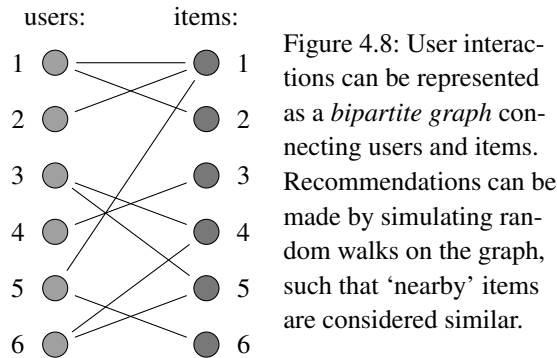 users: items:
1 1
2 2
3 3
4 4
5 5
6 6
Figure 4.8: User interac-
tions can be represented
as a bipartite graph con-
necting users and items.
Recommendations can be
made by simulating ran-
dom walks on the graph,
such that ‘nearby’ items
are considered similar.